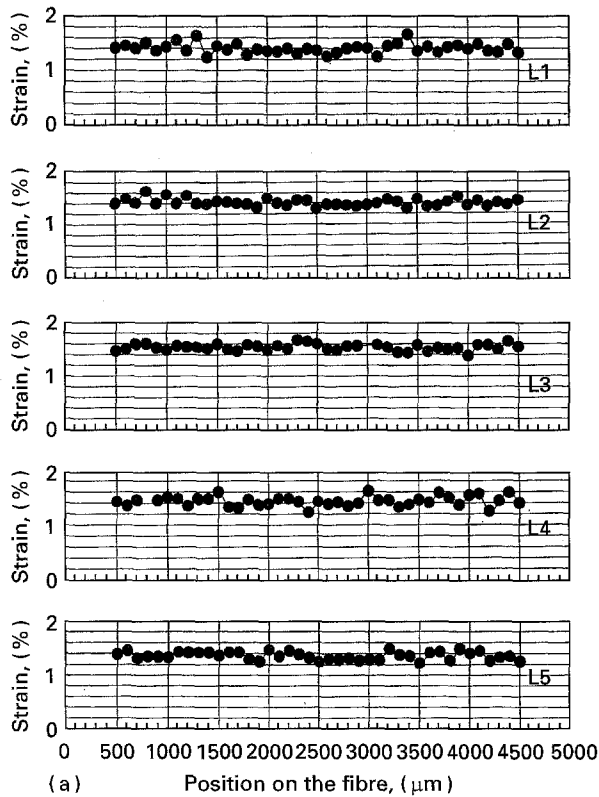 2
Strain, (%)
1
L1
0
2
Strain, (%)
1
L2
0
2
Strain, (%)
1
L3
0
2
Strain, (%)
1
L4
0
2
Strain, (%)
1
L5
0
0 500 1000 1500 2000 2500 3000 3500 4000 4500 5000
(a) Position on the fibre, (μm)